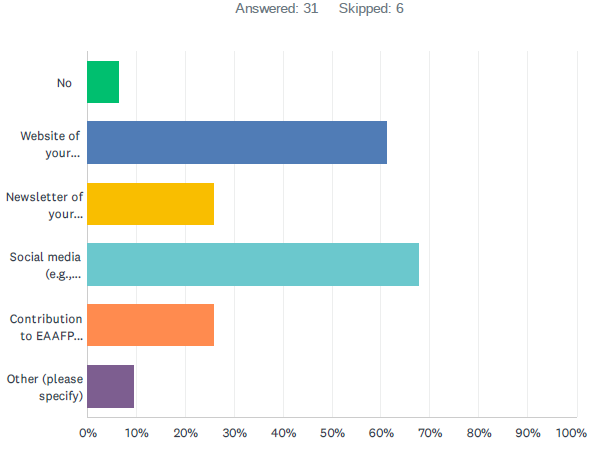 Answered: 31 Skipped: 6
No
Website of
your...
Newsletter of
your...
Social media
(e.g.,...
Contribution
to EAAFP...
Other (please
specify)
0% 10% 20% 30% 40% 50% 60% 70% 80% 90% 100%